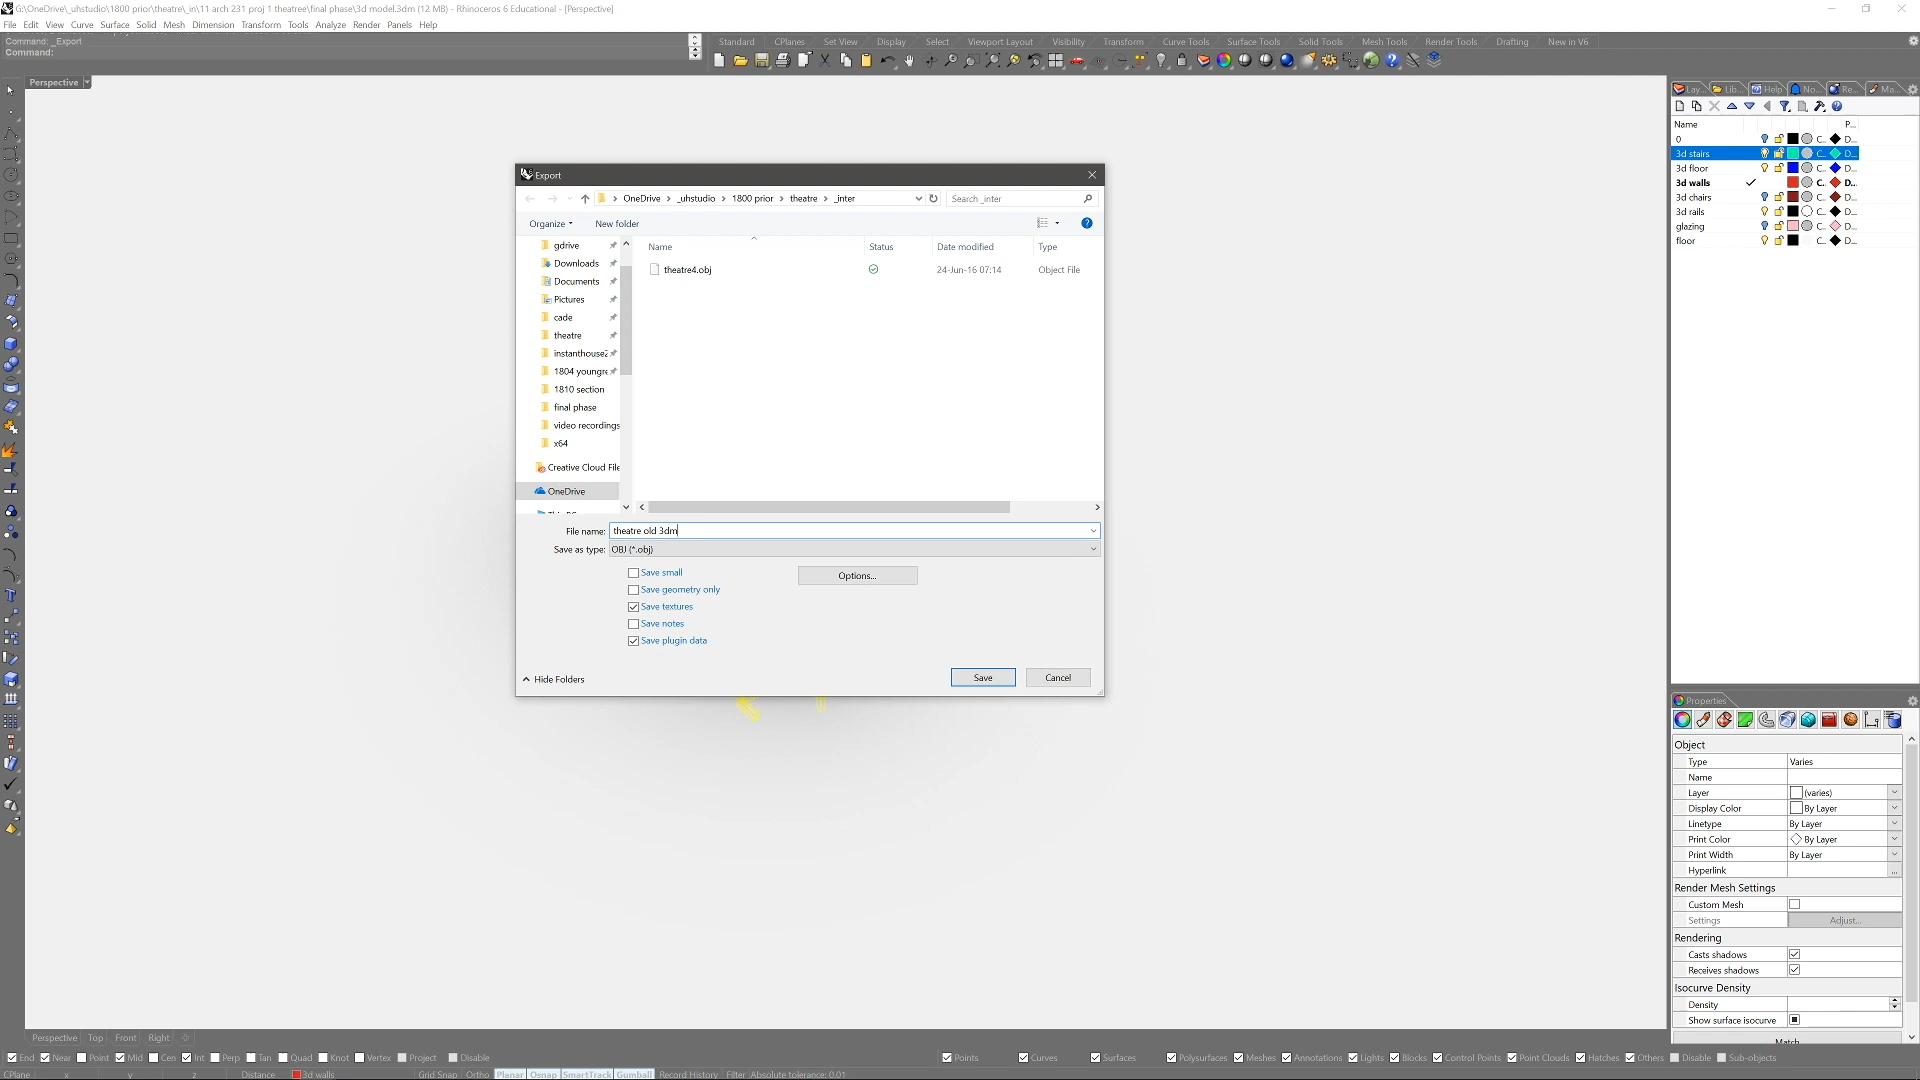 G:\OneDrive\_uhstudio\1800 prior\theatre\_in\11 arch 231 proj 1 theatree\final phase\3d model.3dm (12 MB) - Rhinoceros 6 Educational - [Perspective]
File Edit View Curve Surface Solid Mesh Dimension Transform Tools Analyze Render Panels Help
Command: _Export
Command:
Standard CPlanes Set View Display Select Viewport Layout Visibility Transform Curve Tools Surface Tools Solid Tools Mesh Tools Render Tools Drafting New in V6
Perspective
Lay... Lib... Help No... Re... Ma...
Name P...
0 C... D...
3d stairs C... D...
3d floor C... D...
3d walls C... D...
3d chairs C... D...
3d rails C... D...
glazing C... D...
floor C... D...
Export
OneDrive _uhstudio 1800 prior theatre _inter
Search _inter
Organize New folder
Name Status Date modified Type
theatre4.obj 24-Jun-16 07:14 Object File
gdrive
Downloads
Documents
Pictures
cade
theatre
instanthouse2
1804 youngre
1810 section
final phase
video recordings
x64
Creative Cloud File
OneDrive
File name: theatre old 3dm
Save as type: OBJ (*.obj)
Save small
Options...
Save geometry only
Save textures
Save notes
Save plugin data
Hide Folders
Save Cancel
Properties
Object
Type Varies
Name
Layer (varies)
Display Color By Layer
Linetype By Layer
Print Color By Layer
Print Width By Layer
Hyperlink ...
Render Mesh Settings
Custom Mesh
Settings Adjust...
Rendering
Casts shadows
Receives shadows
Isocurve Density
Density
Show surface isocurve
Match
Perspective Top Front Right
End Near Point Mid Cen Int Perp Tan Quad Knot Vertex Project Disable
Points Curves Surfaces Polysurfaces Meshes Annotations Lights Blocks Control Points Point Clouds Hatches Others Disable Sub-objects
CPlane x y z Distance 3d walls Grid Snap Ortho Planar Osnap SmartTrack Gumball Record History Filter Absolute tolerance: 0.01